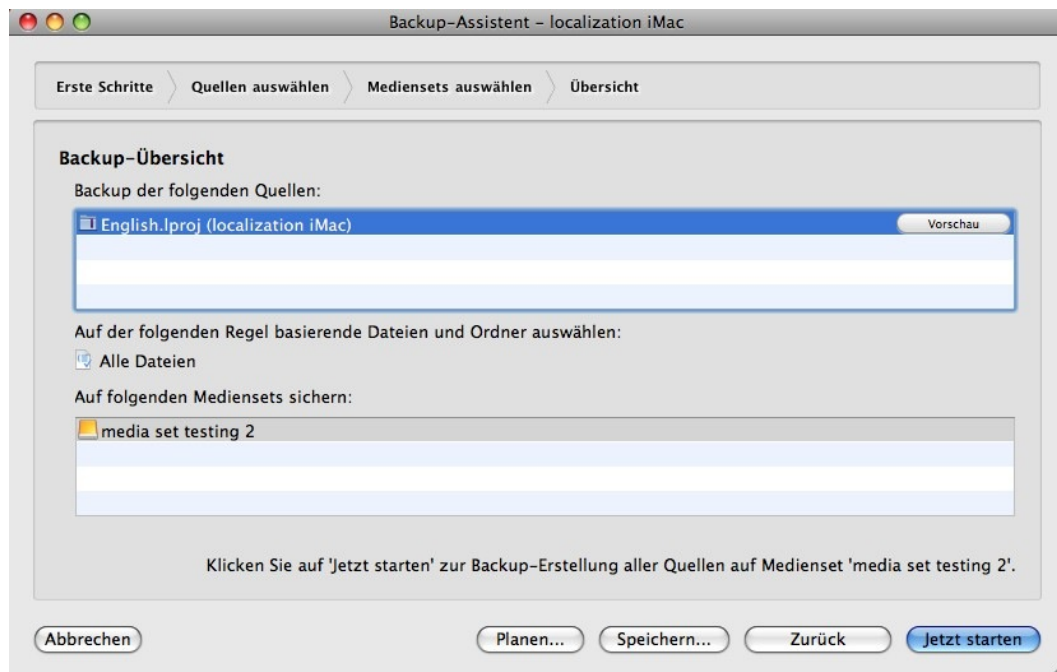 Backup-Assistent – localization iMac
Erste Schritte Quellen auswählen Mediensets auswählen Übersicht
Backup-Übersicht
Backup der folgenden Quellen:
English.lproj (localization iMac) Vorschau
Auf der folgenden Regel basierende Dateien und Ordner auswählen:
Alle Dateien
Auf folgenden Mediensets sichern:
media set testing 2
Klicken Sie auf 'Jetzt starten' zur Backup-Erstellung aller Quellen auf Medienset 'media set testing 2'.
Abbrechen Planen... Speichern... Zurück Jetzt starten